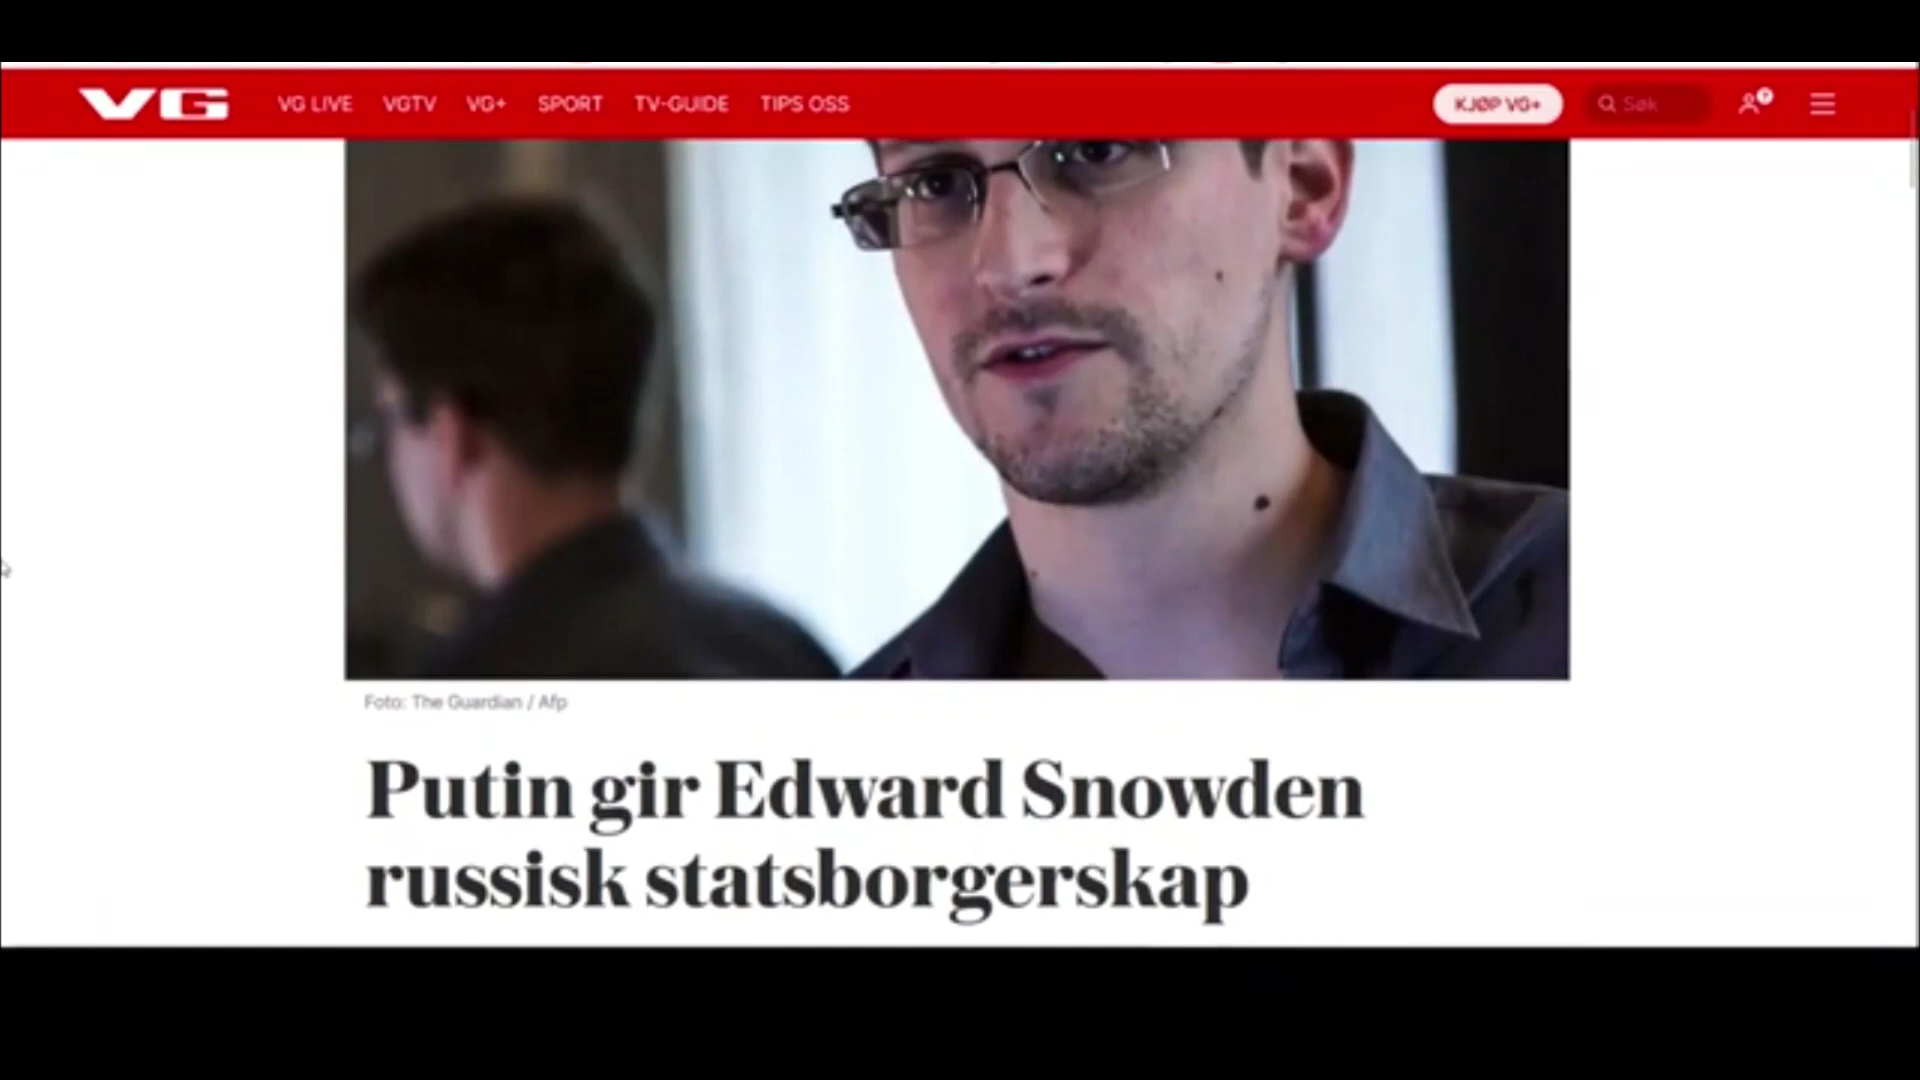 VG VG LIVE VGTV VG+ SPORT TV-GUIDE TIPS OSS KJØP VG+ Søk
Foto: The Guardian / Afp
Putin gir Edward Snowden
russisk statsborgerskap